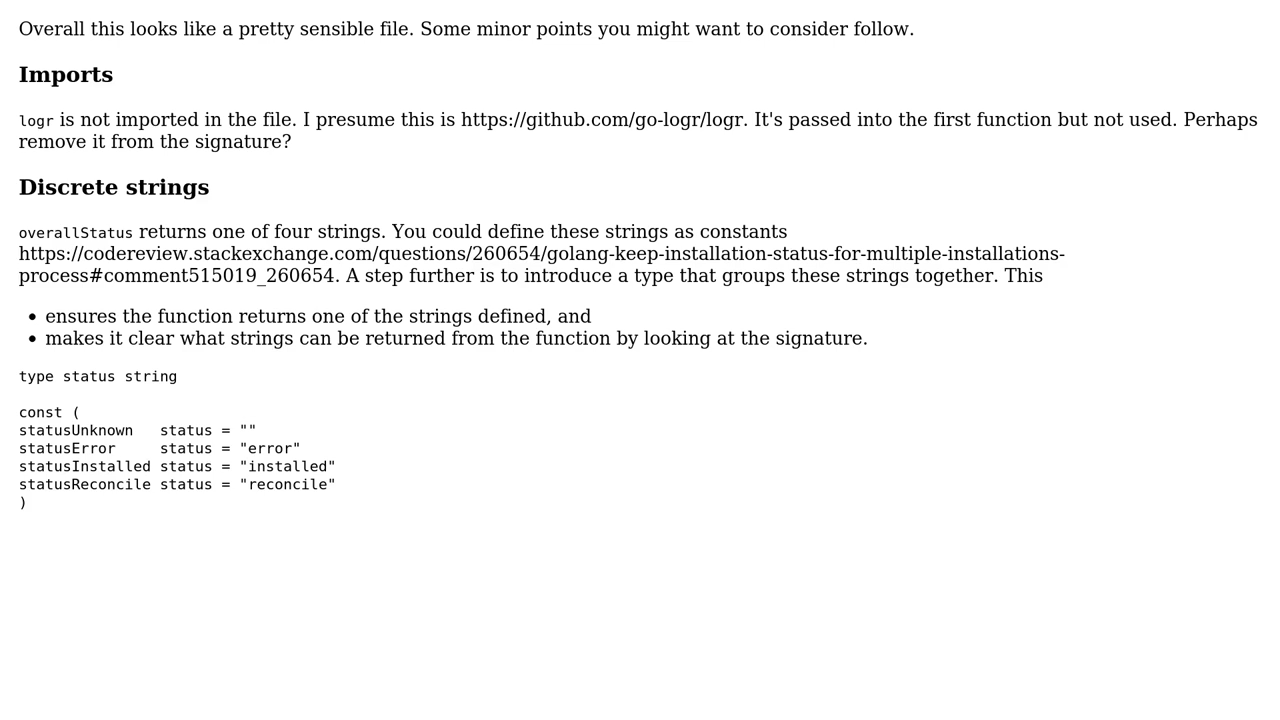 Overall this looks like a pretty sensible file. Some minor points you might want to consider follow.
Imports
logr is not imported in the file. I presume this is https://github.com/go-logr/logr. It's passed into the first function but not used. Perhaps
remove it from the signature?
Discrete strings
overallStatus returns one of four strings. You could define these strings as constants
https://codereview.stackexchange.com/questions/260654/golang-keep-installation-status-for-multiple-installations-
process#comment515019_260654. A step further is to introduce a type that groups these strings together. This
• ensures the function returns one of the strings defined, and
• makes it clear what strings can be returned from the function by looking at the signature.
type status string
const (
statusUnknown   status = ""
statusError     status = "error"
statusInstalled status = "installed"
statusReconcile status = "reconcile"
)